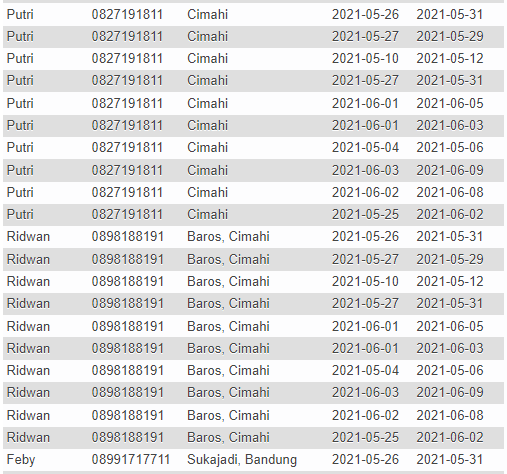 Putri 0827191811 Cimahi 2021-05-26 2021-05-31
Putri 0827191811 Cimahi 2021-05-27 2021-05-29
Putri 0827191811 Cimahi 2021-05-10 2021-05-12
Putri 0827191811 Cimahi 2021-05-27 2021-05-31
Putri 0827191811 Cimahi 2021-06-01 2021-06-05
Putri 0827191811 Cimahi 2021-06-01 2021-06-03
Putri 0827191811 Cimahi 2021-05-04 2021-05-06
Putri 0827191811 Cimahi 2021-06-03 2021-06-09
Putri 0827191811 Cimahi 2021-06-02 2021-06-08
Putri 0827191811 Cimahi 2021-05-25 2021-06-02
Ridwan 0898188191 Baros, Cimahi 2021-05-26 2021-05-31
Ridwan 0898188191 Baros, Cimahi 2021-05-27 2021-05-29
Ridwan 0898188191 Baros, Cimahi 2021-05-10 2021-05-12
Ridwan 0898188191 Baros, Cimahi 2021-05-27 2021-05-31
Ridwan 0898188191 Baros, Cimahi 2021-06-01 2021-06-05
Ridwan 0898188191 Baros, Cimahi 2021-06-01 2021-06-03
Ridwan 0898188191 Baros, Cimahi 2021-05-04 2021-05-06
Ridwan 0898188191 Baros, Cimahi 2021-06-03 2021-06-09
Ridwan 0898188191 Baros, Cimahi 2021-06-02 2021-06-08
Ridwan 0898188191 Baros, Cimahi 2021-05-25 2021-06-02
Feby 08991717711 Sukajadi, Bandung 2021-05-26 2021-05-31